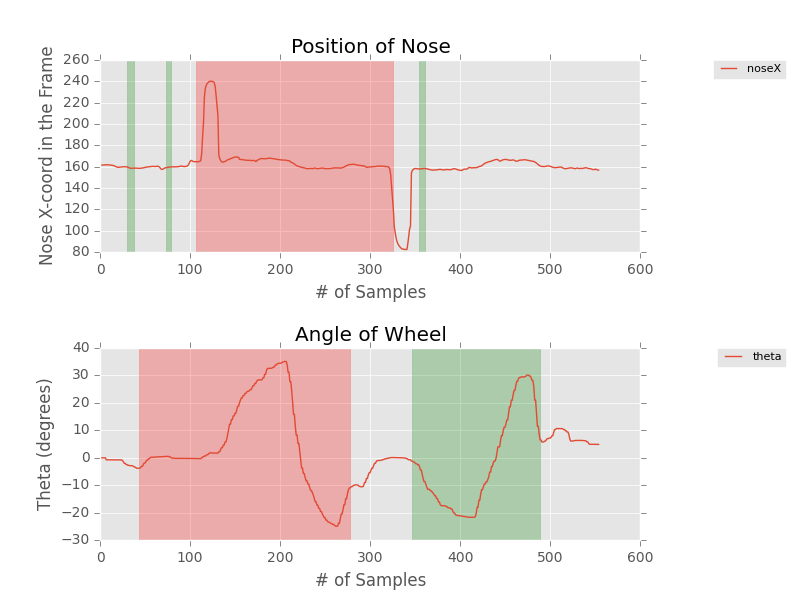 Position of Nose
noseX
Nose X-coord in the Frame
260
240
220
200
180
160
140
120
100
80
0 100 200 300 400 500 600
# of Samples
Angle of Wheel
theta
Theta (degrees)
40
30
20
10
0
−10
−20
−30
0 100 200 300 400 500 600
# of Samples